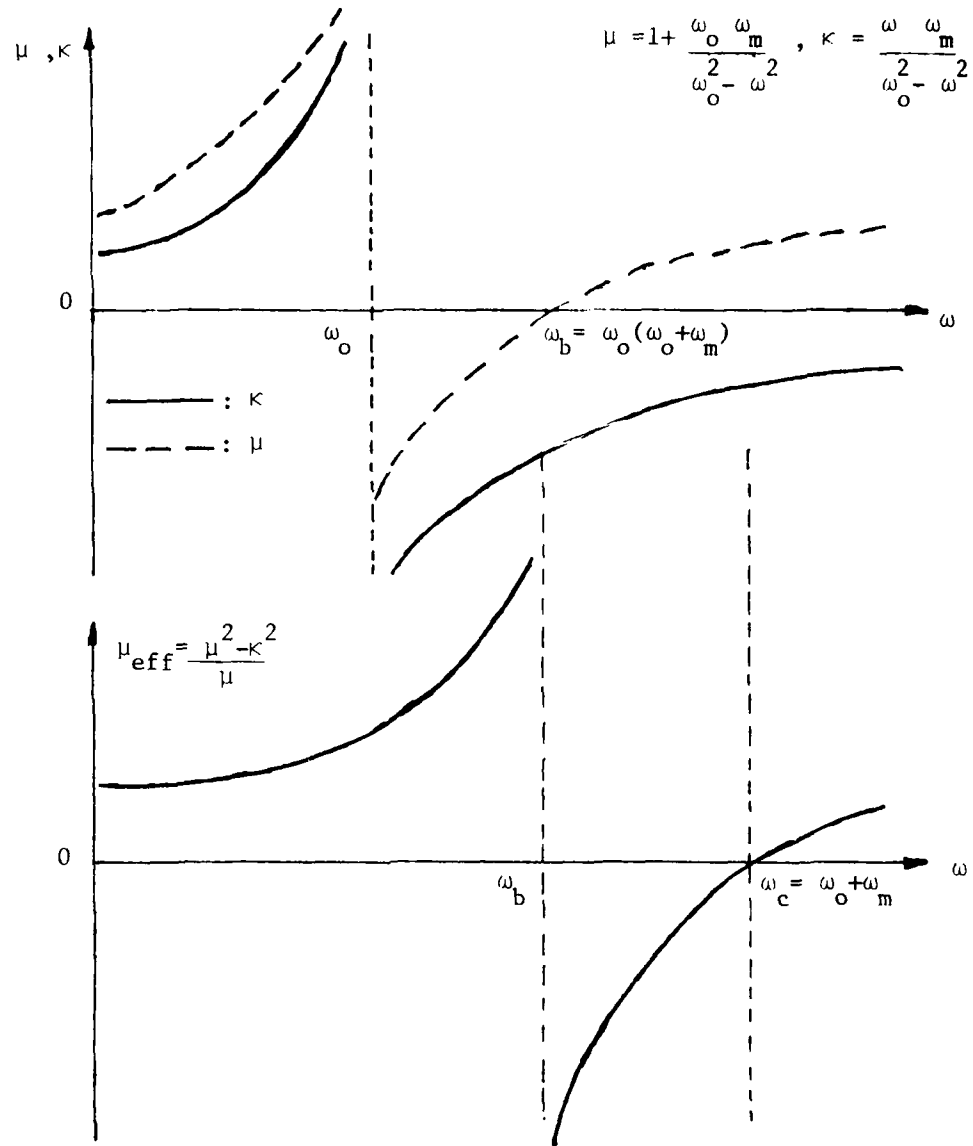 μ ,κ
μ =1+ ω_o ω_m / ω_o^2 - ω^2 , κ = ω ω_m / ω_o^2 - ω^2
0
ω_o
ω_b = ω_o(ω_o+ω_m)
ω
: κ
: μ
μ_eff = μ^2-κ^2 / μ
0
ω_b
ω_c = ω_o+ω_m
ω